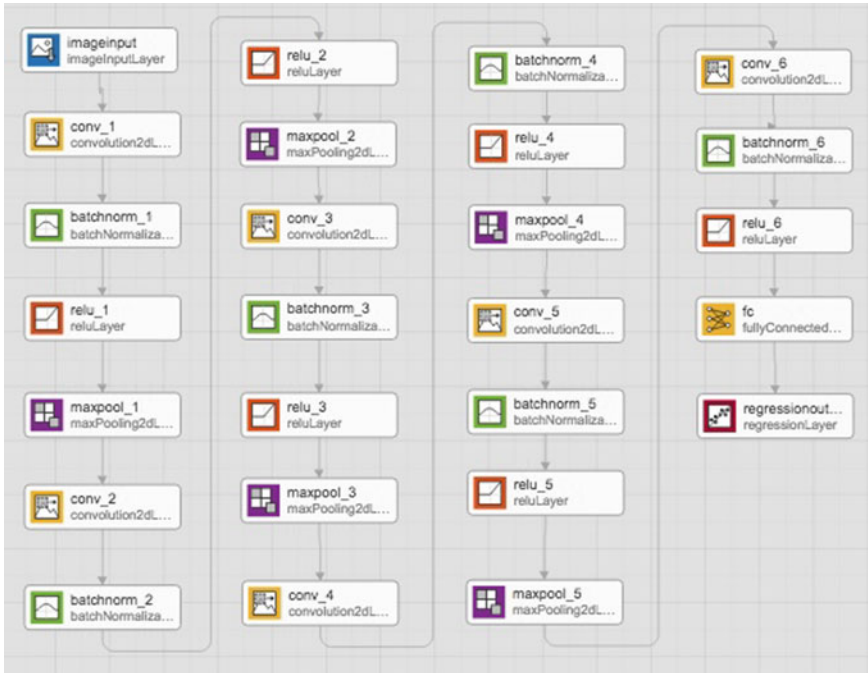 imageinput
imageInputLayer
conv_1
convolution2dL...
batchnorm_1
batchNormaliza...
relu_1
reluLayer
maxpool_1
maxPooling2dL...
conv_2
convolution2dL...
batchnorm_2
batchNormaliza...
relu_2
reluLayer
maxpool_2
maxPooling2dL...
conv_3
convolution2dL...
batchnorm_3
batchNormaliza...
relu_3
reluLayer
maxpool_3
maxPooling2dL...
conv_4
convolution2dL...
batchnorm_4
batchNormaliza...
relu_4
reluLayer
maxpool_4
maxPooling2dL...
conv_5
convolution2dL...
batchnorm_5
batchNormaliza...
relu_5
reluLayer
maxpool_5
maxPooling2dL...
conv_6
convolution2dL...
batchnorm_6
batchNormaliza...
relu_6
reluLayer
fc
fullyConnected...
regressionout...
regressionLayer